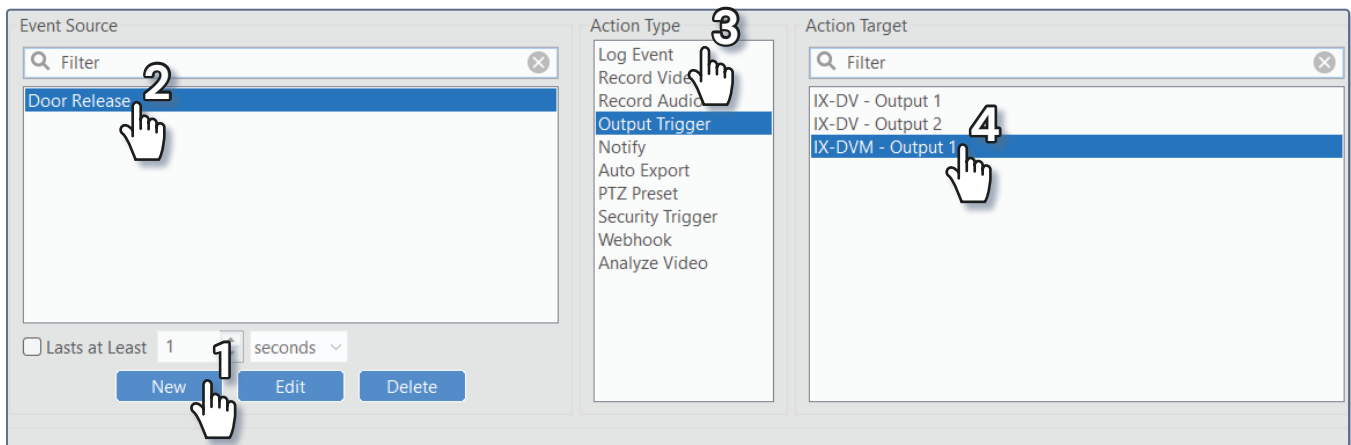 Event Source
Filter
2
Door Release
Lasts at Least 1 seconds
1
New Edit Delete
Action Type
3
Log Event
Record Video
Record Audio
Output Trigger
Notify
Auto Export
PTZ Preset
Security Trigger
Webhook
Analyze Video
Action Target
Filter
IX-DV - Output 1
IX-DV - Output 2
4
IX-DVM - Output 1